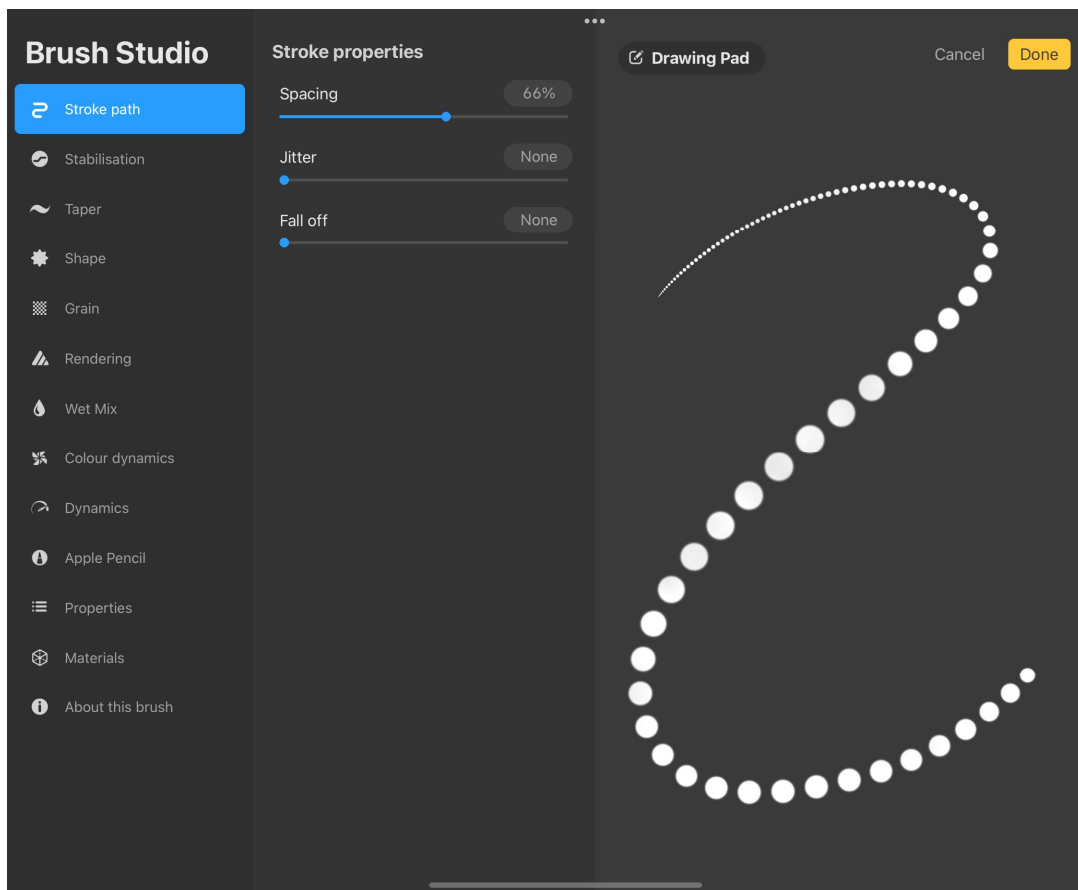 Brush Studio
Stroke path
Stabilisation
Taper
Shape
Grain
Rendering
Wet Mix
Colour dynamics
Dynamics
Apple Pencil
Properties
Materials
About this brush
Stroke properties
Spacing 66%
Jitter None
Fall off None
Drawing Pad
Cancel Done